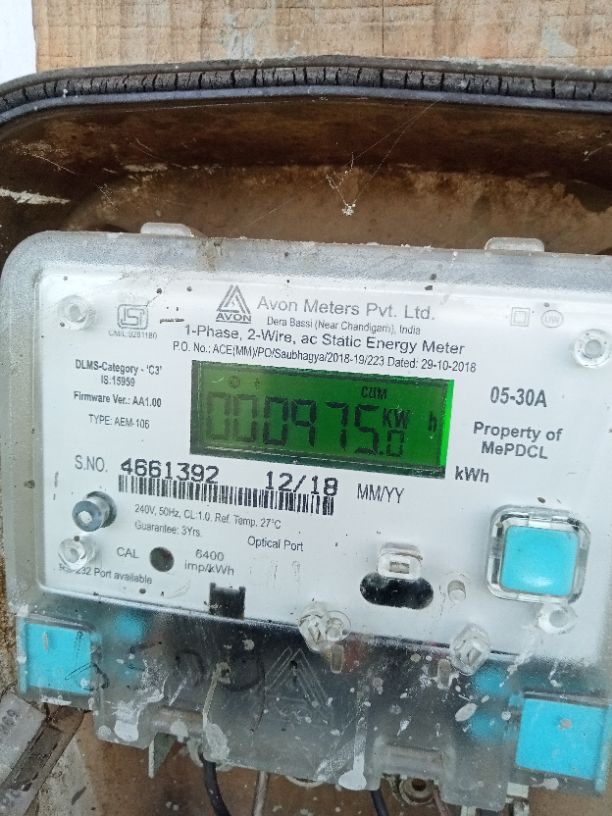 AVON
Avon Meters Pvt. Ltd.
Dera Bassi (Near Chandigarh), India
1-Phase, 2-Wire, ac Static Energy Meter
P.O. No.: ACE(MM)/PO/Saubhagya/2018-19/223 Dated: 29-10-2018
DLMS-Category - 'C3'
IS:15959
Firmware Ver.: AA1.00
TYPE: AEM-106
CUM
000975.0 KW h
05-30A
Property of
MePDCL
kWh
S.NO. 4661392 12/18 MM/YY
240V, 50Hz, CL:1.0, Ref. Temp. 27°C
Guarantee: 3Yrs.
Optical Port
CAL
6400
imp/kWh
RS-232 Port available